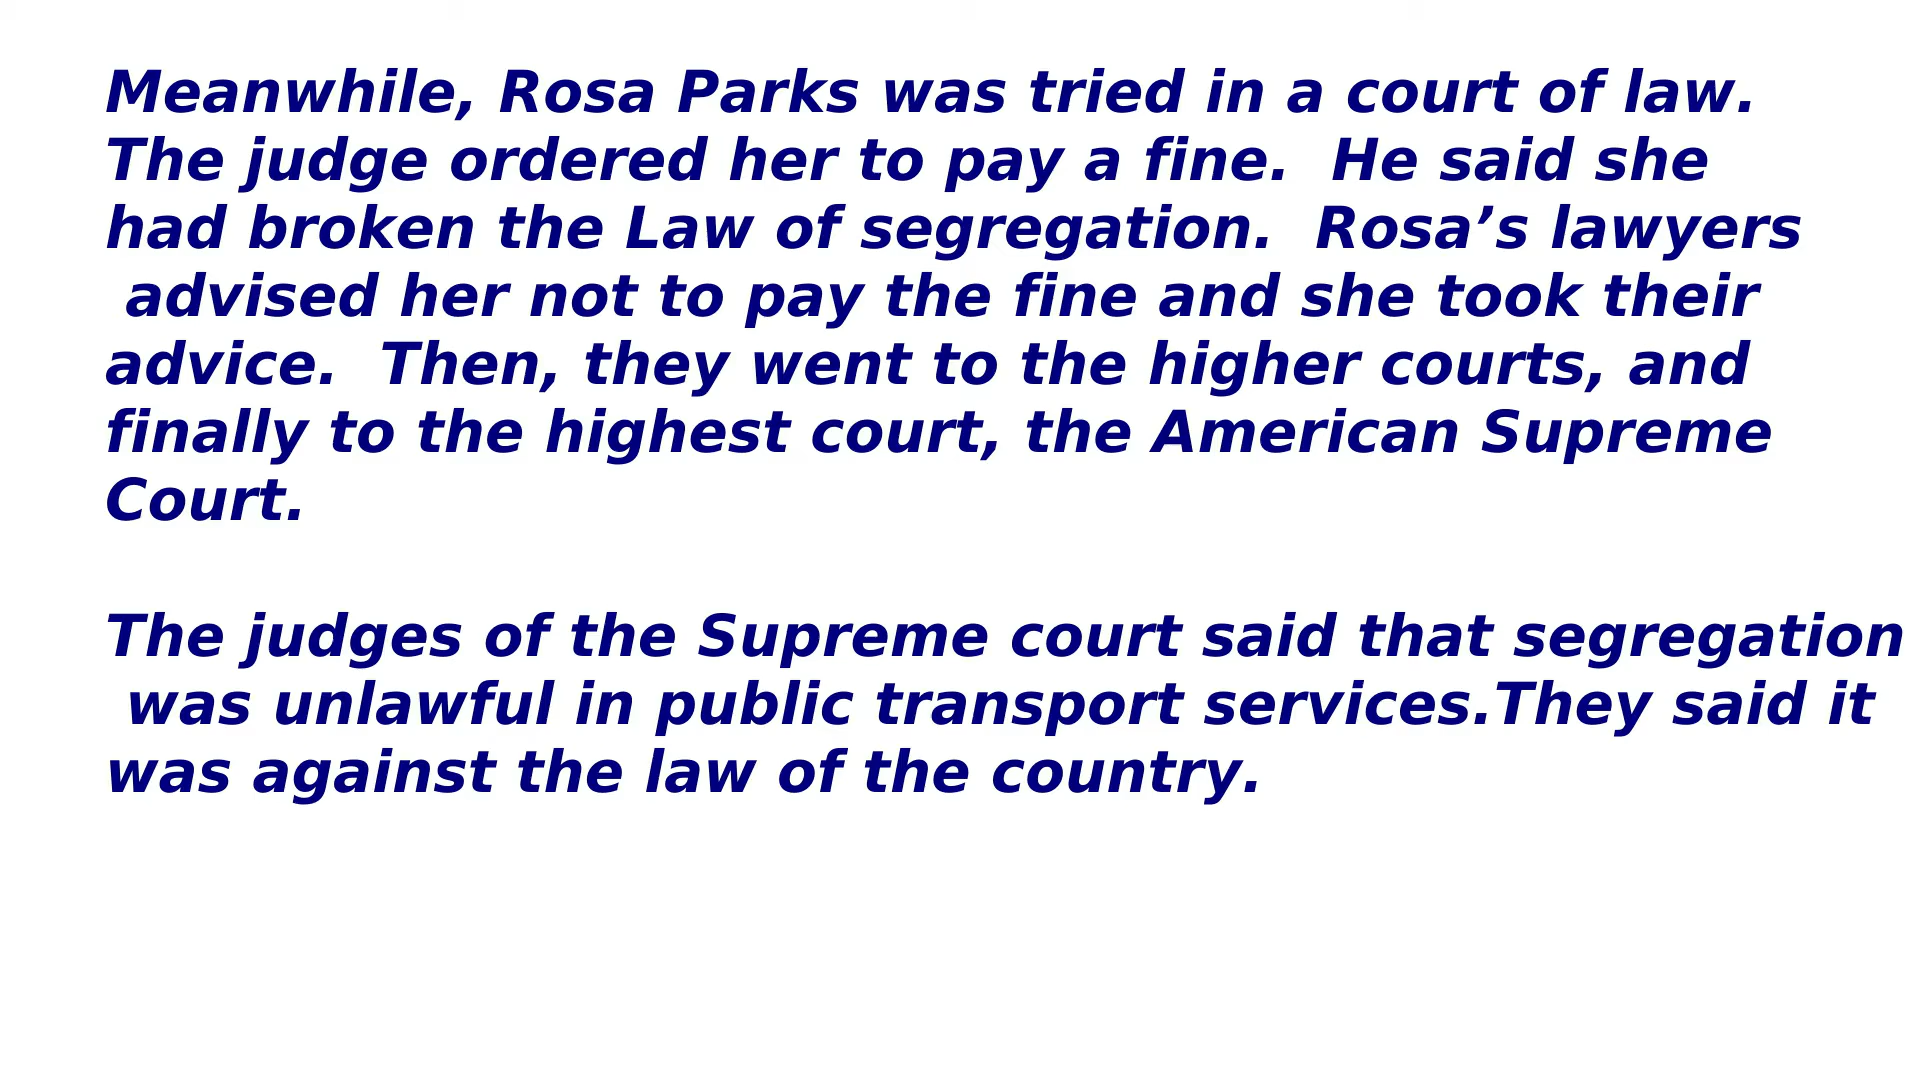 Meanwhile, Rosa Parks was tried in a court of law.
The judge ordered her to pay a fine.  He said she
had broken the Law of segregation.  Rosa’s lawyers
advised her not to pay the fine and she took their
advice.  Then, they went to the higher courts, and
finally to the highest court, the American Supreme
Court.
The judges of the Supreme court said that segregation
was unlawful in public transport services.They said it
was against the law of the country.